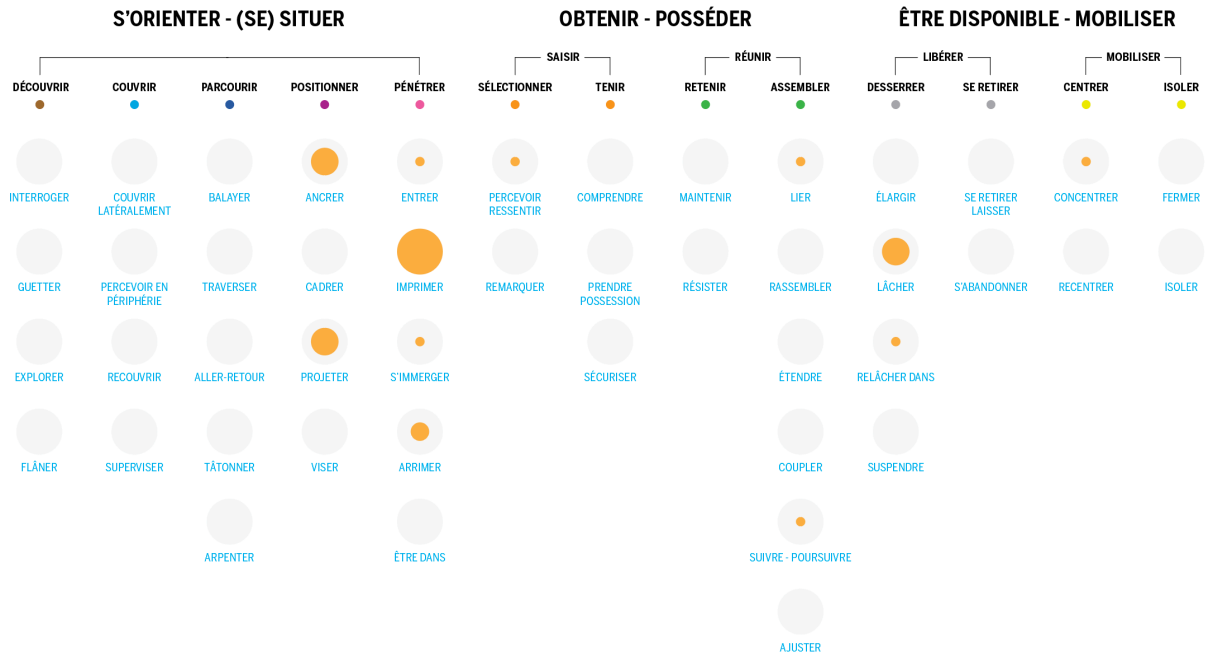 S'ORIENTER - (SE) SITUER
OBTENIR - POSSÉDER
ÊTRE DISPONIBLE - MOBILISER
SAISIR
RÉUNIR
LIBÉRER
MOBILISER
DÉCOUVRIR
COUVRIR
PARCOURIR
POSITIONNER
PÉNÉTRER
SÉLECTIONNER
TENIR
RETENIR
ASSEMBLER
DESSERRER
SE RETIRER
CENTRER
ISOLER
INTERROGER
COUVRIR
LATÉRALEMENT
BALAYER
ANCRER
ENTRER
PERCEVOIR
RESSENTIR
COMPRENDRE
MAINTENIR
LIER
ÉLARGIR
SE RETIRER
LAISSER
CONCENTRER
FERMER
GUETTER
PERCEVOIR EN
PÉRIPHÉRIE
TRAVERSER
CADRER
IMPRIMER
REMARQUER
PRENDRE
POSSESSION
RÉSISTER
RASSEMBLER
LÂCHER
S'ABANDONNER
RECENTRER
ISOLER
EXPLORER
RECOUVRIR
ALLER-RETOUR
PROJETER
S'IMMERGER
SÉCURISER
ÉTENDRE
RELÂCHER DANS
FLÂNER
SUPERVISER
TÂTONNER
VISER
ARRIMER
COUPLER
SUSPENDRE
ARPENTER
ÊTRE DANS
SUIVRE - POURSUIVRE
AJUSTER